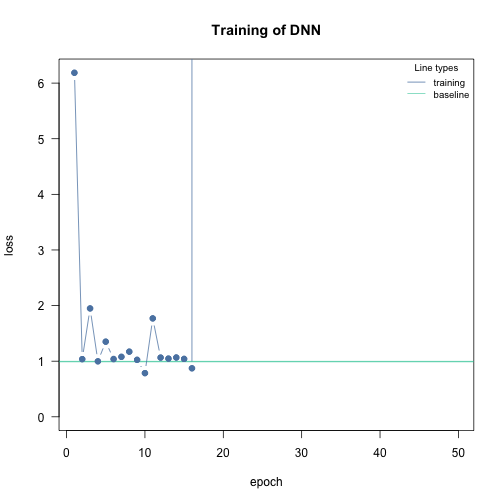 Training of DNN
Line types
training
baseline
loss
6
5
4
3
2
1
0
0 10 20 30 40 50
epoch